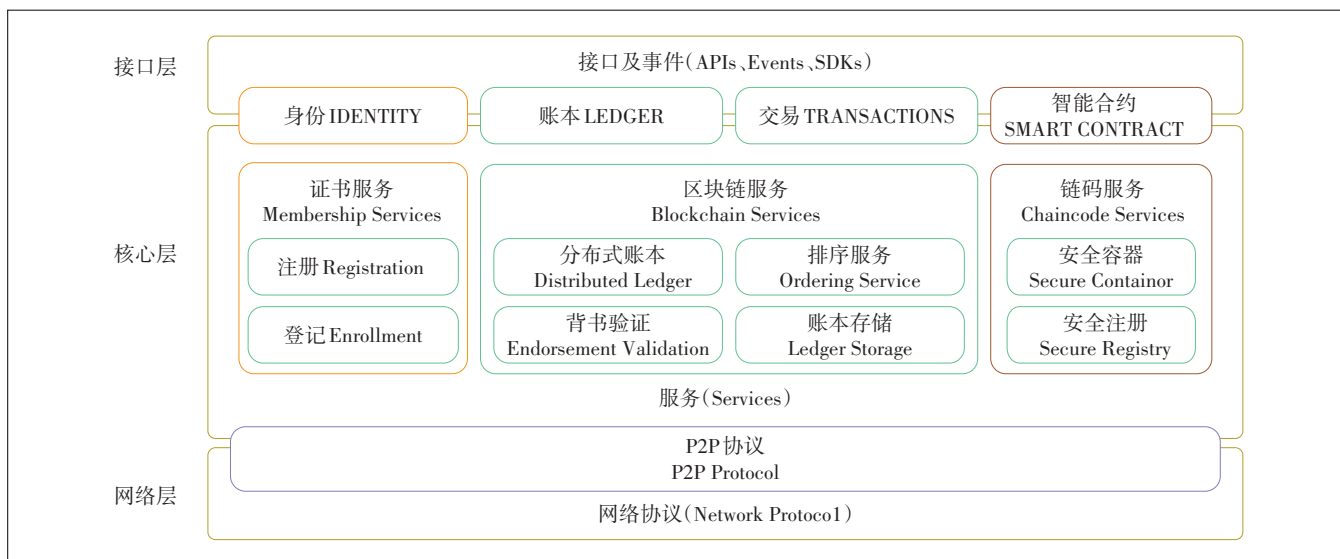 接口层
接口及事件(APIs、Events、SDKs)
身份 IDENTITY
账本 LEDGER
交易 TRANSACTIONS
智能合约
SMART CONTRACT
核心层
证书服务
Membership Services
注册 Registration
登记 Enrollment
区块链服务
Blockchain Services
分布式账本
Distributed Ledger
排序服务
Ordering Service
背书验证
Endorsement Validation
账本存储
Ledger Storage
链码服务
Chaincode Services
安全容器
Secure Containor
安全注册
Secure Registry
服务(Services)
P2P 协议
P2P Protocol
网络层
网络协议(Network Protoco1)